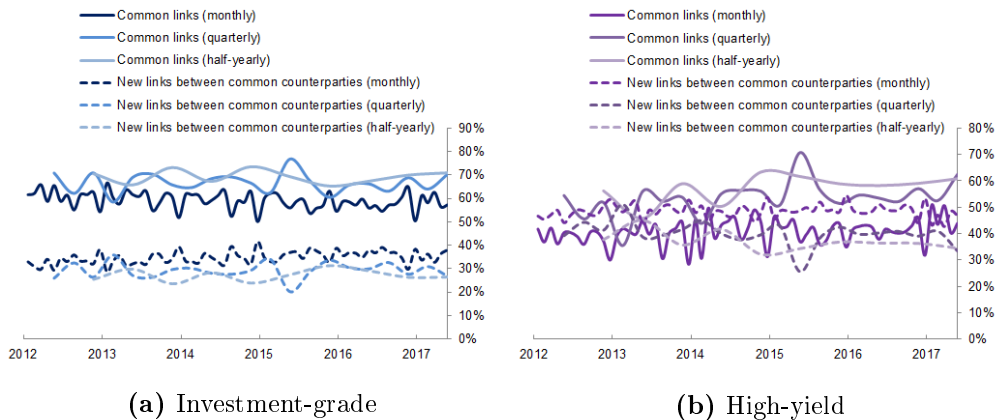 Common links (monthly)
Common links (quarterly)
Common links (half-yearly)
New links between common counterparties (monthly)
New links between common counterparties (quarterly)
New links between common counterparties (half-yearly)
90%
80%
70%
60%
50%
40%
30%
20%
10%
0%
2012 2013 2014 2015 2016 2017
(a) Investment-grade
Common links (monthly)
Common links (quarterly)
Common links (half-yearly)
New links between common counterparties (monthly)
New links between common counterparties (quarterly)
New links between common counterparties (half-yearly)
80%
70%
60%
50%
40%
30%
20%
10%
0%
2012 2013 2014 2015 2016 2017
(b) High-yield